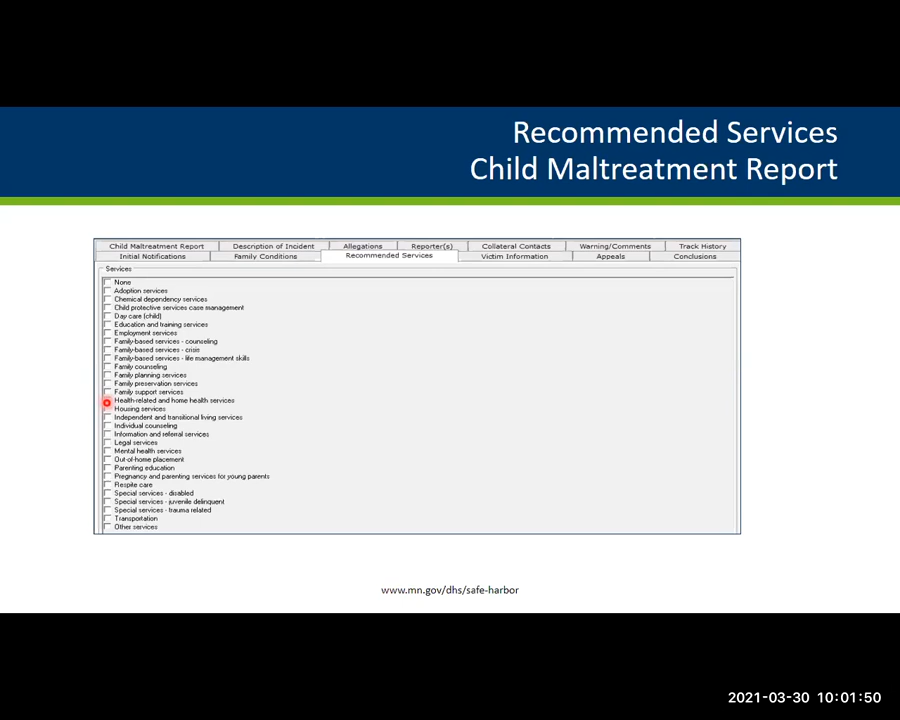 Recommended Services
Child Maltreatment Report
Child Maltreatment Report Description of Incident Allegations Reporter(s) Collateral Contacts Warning/Comments Track History
Initial Notifications Family Conditions Recommended Services Victim Information Appeals Conclusions
Services
None
Adoption services
Chemical dependency services
Child protective services case management
Day care (child)
Education and training services
Employment services
Family-based services - counseling
Family-based services - crisis
Family-based services - life management skills
Family counseling
Family planning services
Family preservation services
Family support services
Health-related and home health services
Housing services
Independent and transitional living services
Individual counseling
Information and referral services
Legal services
Mental health services
Out-of-home placement
Parenting education
Pregnancy and parenting services for young parents
Respite care
Special services - disabled
Special services - juvenile delinquent
Special services - trauma related
Transportation
Other services
www.mn.gov/dhs/safe-harbor
2021-03-30 10:01:50